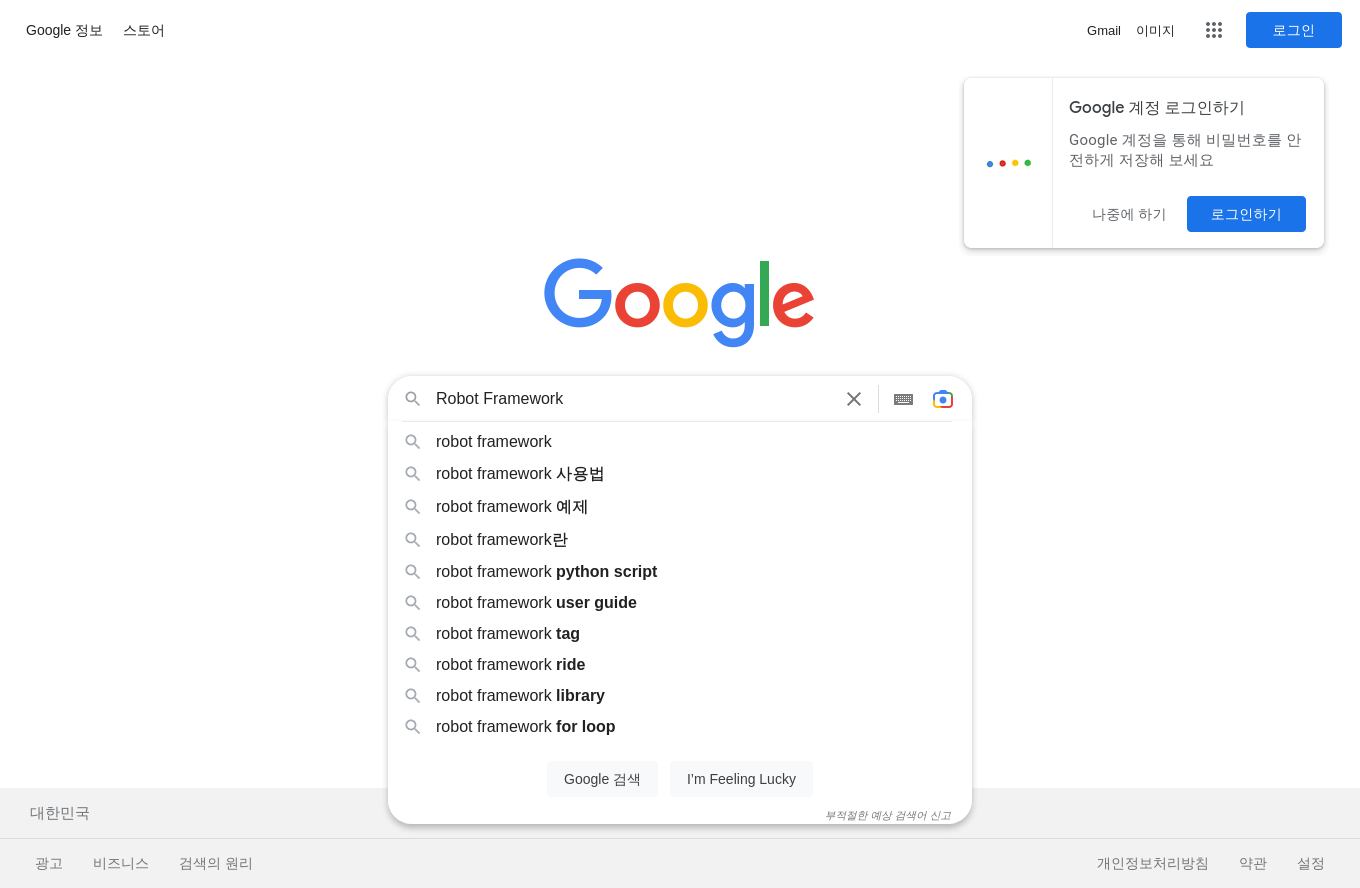 Google 정보 스토어 Gmail 이미지 로그인
Google 계정 로그인하기
Google 계정을 통해 비밀번호를 안
전하게 저장해 보세요
나중에 하기 로그인하기
Google
Robot Framework
robot framework
robot framework 사용법
robot framework 예제
robot framework란
robot framework python script
robot framework user guide
robot framework tag
robot framework ride
robot framework library
robot framework for loop
Google 검색 I’m Feeling Lucky
부적절한 예상 검색어 신고
대한민국
광고 비즈니스 검색의 원리 개인정보처리방침 약관 설정